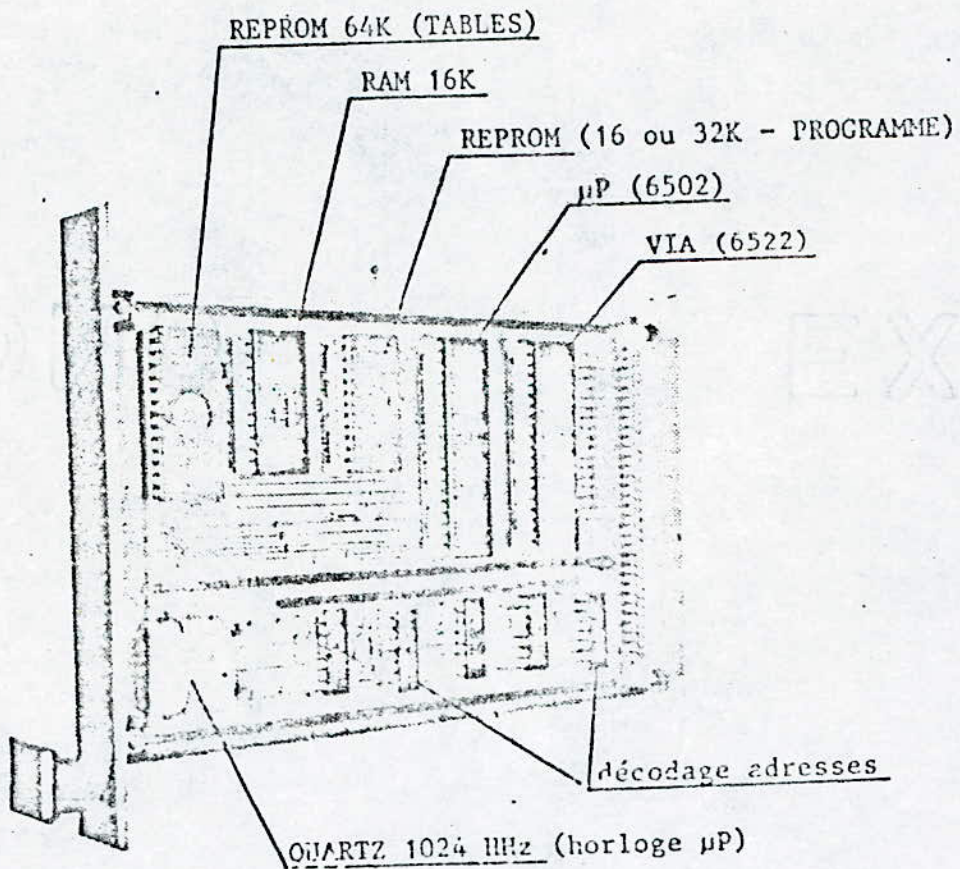 REPROM 64K (TABLES)
RAM 16K
REPROM (16 ou 32K - PROGRAMME)
µP (6502)
VIA (6522)
décodage adresses
QUARTZ 1024 MHz (horloge µP)